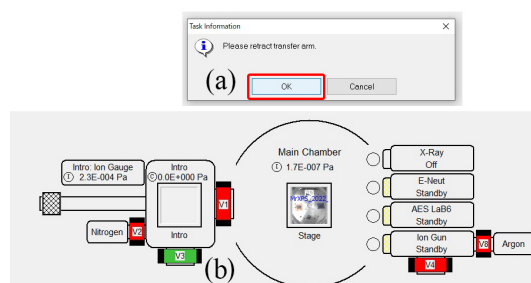 Task Information
Please retract transfer arm.
(a)
OK
Cancel
Intro: Ion Gauge
I 2.3E-004 Pa
Intro
C 0.0E+000 Pa
Intro
V1
Nitrogen
V2
V3
(b)
Main Chamber
I 1.7E-007 Pa
MYXPS_2022_
Stage
X-Ray
Off
E-Neut
Standby
AES LaB6
Standby
Ion Gun
Standby
V8
Argon
V4